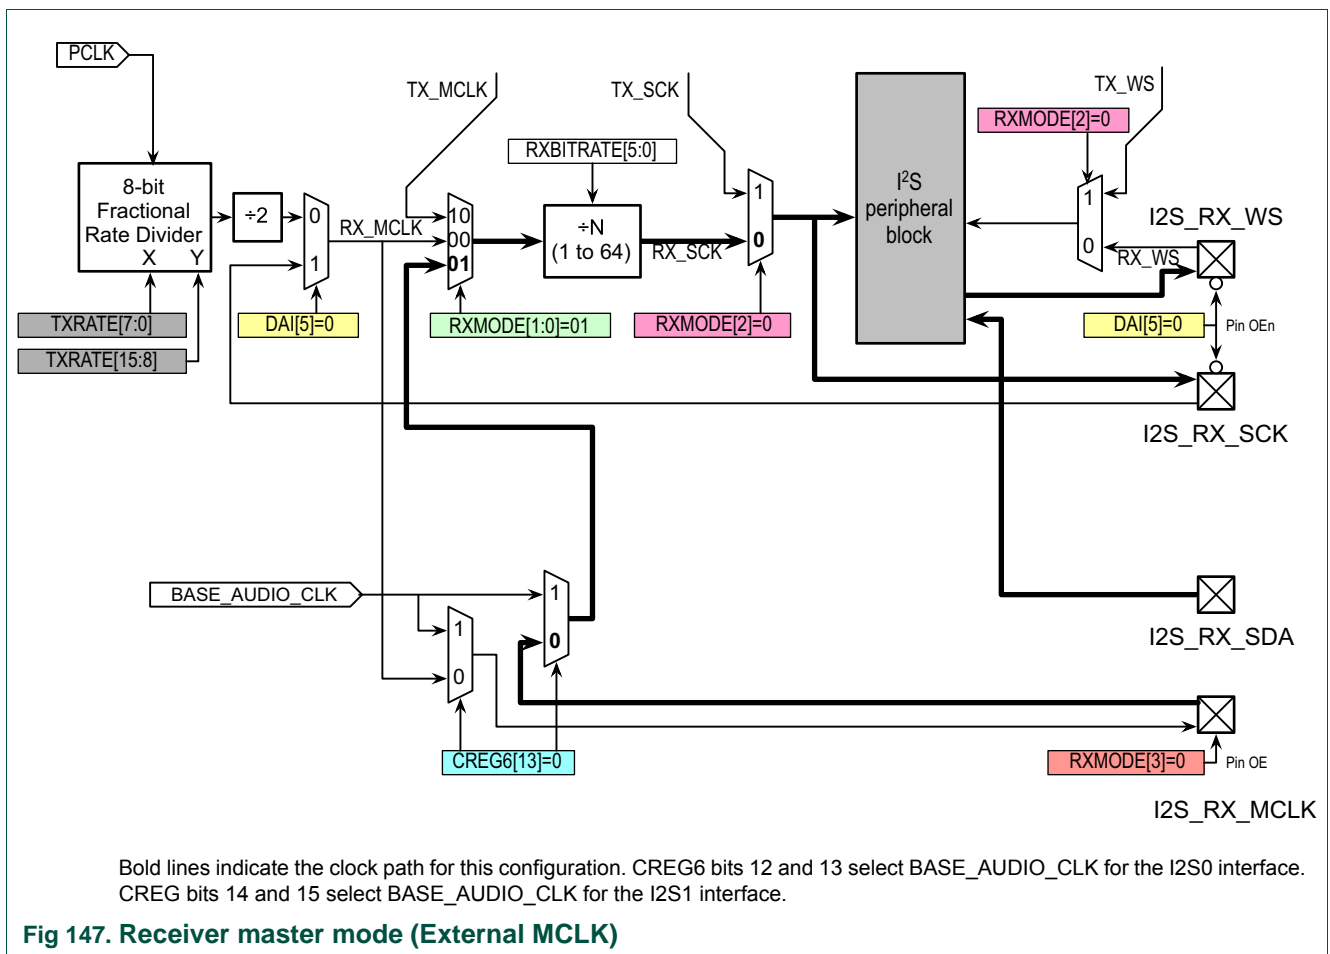 PCLK
TX_MCLK
TX_SCK
TX_WS
RXMODE[2]=0
RXBITRATE[5:0]
8-bit
Fractional
Rate Divider
X Y
÷2
0
1
RX_MCLK
10
00
01
÷N
(1 to 64)
RX_SCK
1
0
I²S
peripheral
block
1
0
RX_WS
I2S_RX_WS
TXRATE[7:0]
DAI[5]=0
RXMODE[1:0]=01
RXMODE[2]=0
DAI[5]=0
Pin OEn
TXRATE[15:8]
I2S_RX_SCK
BASE_AUDIO_CLK
1
0
1
0
I2S_RX_SDA
CREG6[13]=0
RXMODE[3]=0
Pin OE
I2S_RX_MCLK
Bold lines indicate the clock path for this configuration. CREG6 bits 12 and 13 select BASE_AUDIO_CLK for the I2S0 interface.
CREG bits 14 and 15 select BASE_AUDIO_CLK for the I2S1 interface.
Fig 147. Receiver master mode (External MCLK)